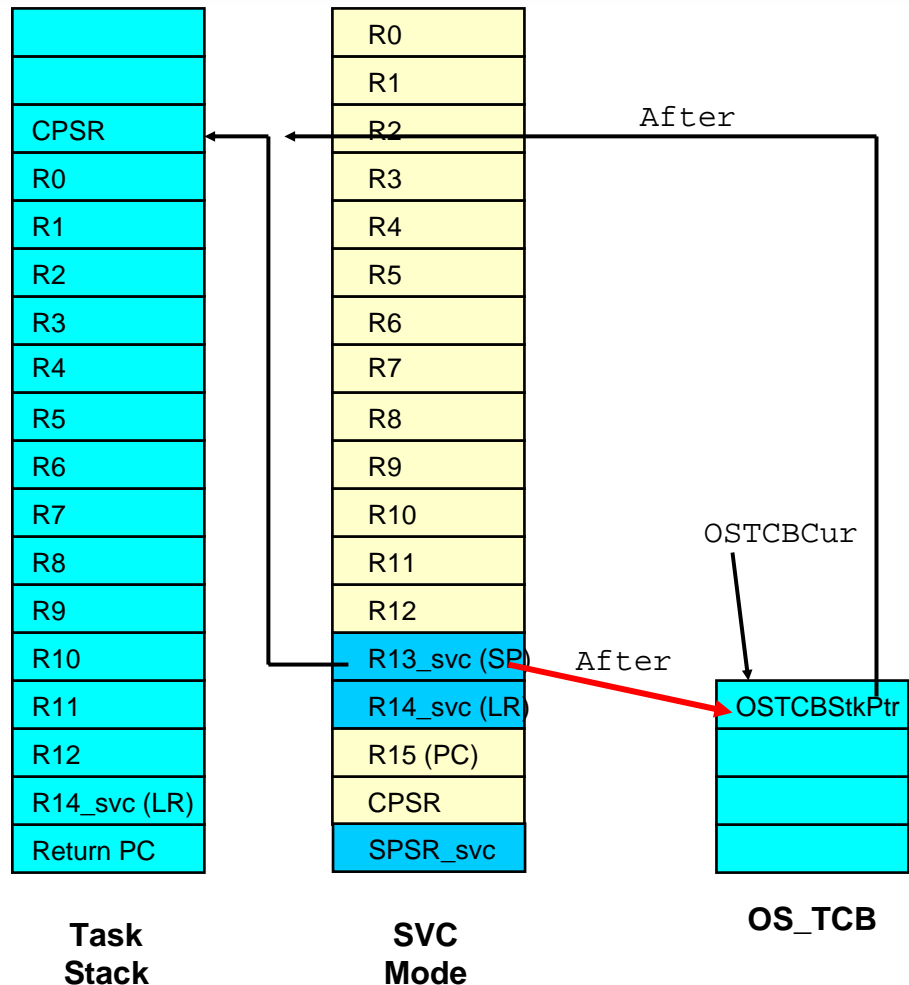 CPSR
R0
R1
R2
R3
R4
R5
R6
R7
R8
R9
R10
R11
R12
R14_svc (LR)
Return PC
Task
Stack
R0
R1
R2
R3
R4
R5
R6
R7
R8
R9
R10
R11
R12
R13_svc (SP)
R14_svc (LR)
R15 (PC)
CPSR
SPSR_svc
SVC
Mode
After
After
OSTCBCur
OSTCBStkPtr
OS_TCB